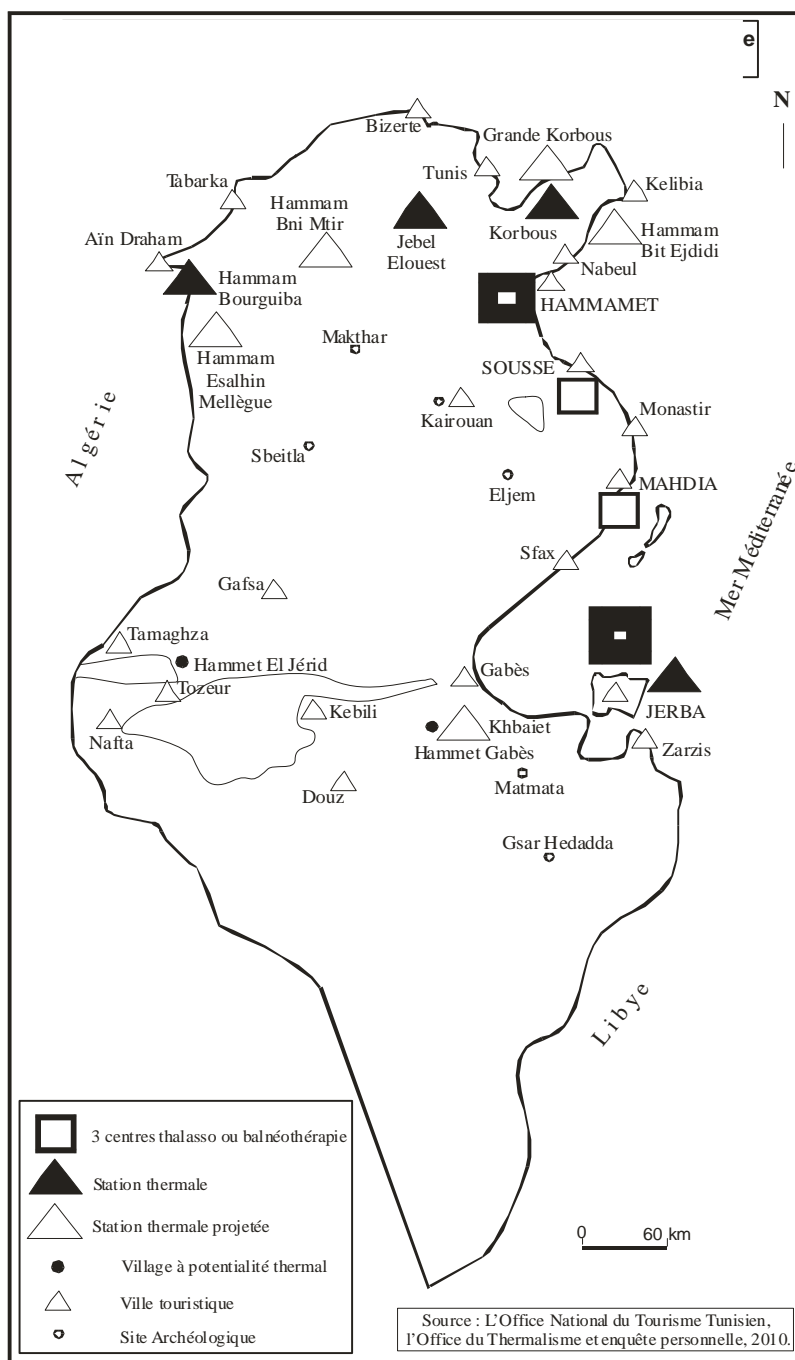 e
N
Bizerte
Grande Korbous
Tunis
Tabarka
Kelibia
Hammam
Bni Mtir
Aïn Draham
Jebel
Elouest
Korbous
Hammam
Bit Ejdidi
Nabeul
Hammam
Bourguiba
HAMMAMET
Makthar
Hammam
Esalhin
Mellègue
SOUSSE
Algérie
Kairouan
Monastir
Sbeitla
Eljem
MAHDIA
Mer Méditerranée
Sfax
Gafsa
Tamaghza
Hammet El Jérid
Gabès
Tozeur
Kebili
JERBA
Nafta
Khbaiet
Hammet Gabès
Zarzis
Douz
Matmata
Gsar Hedadda
Libye
3 centres thalasso ou balnéothérapie
Station thermale
Station thermale projetée
Village à potentialité thermal
Ville touristique
Site Archéologique
0 60 km
Source : L'Office National du Tourisme Tunisien,
l'Office du Thermalisme et enquête personnelle, 2010.